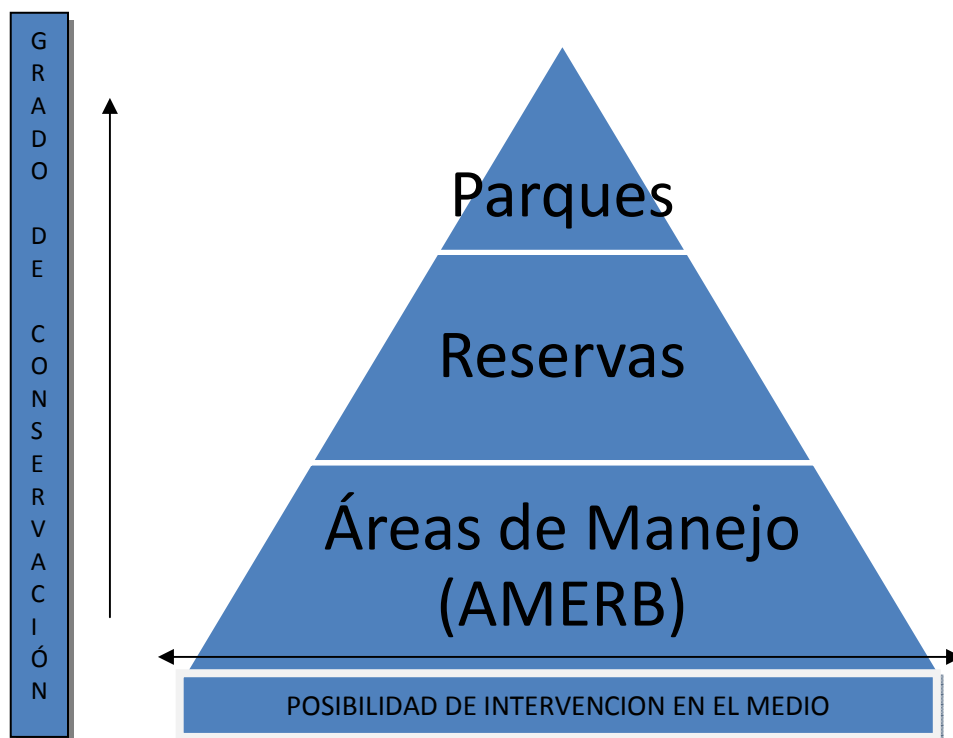 GRADO DE CONSERVACIÓN
Parques
Reservas
Áreas de Manejo
(AMERB)
POSIBILIDAD DE INTERVENCION EN EL MEDIO